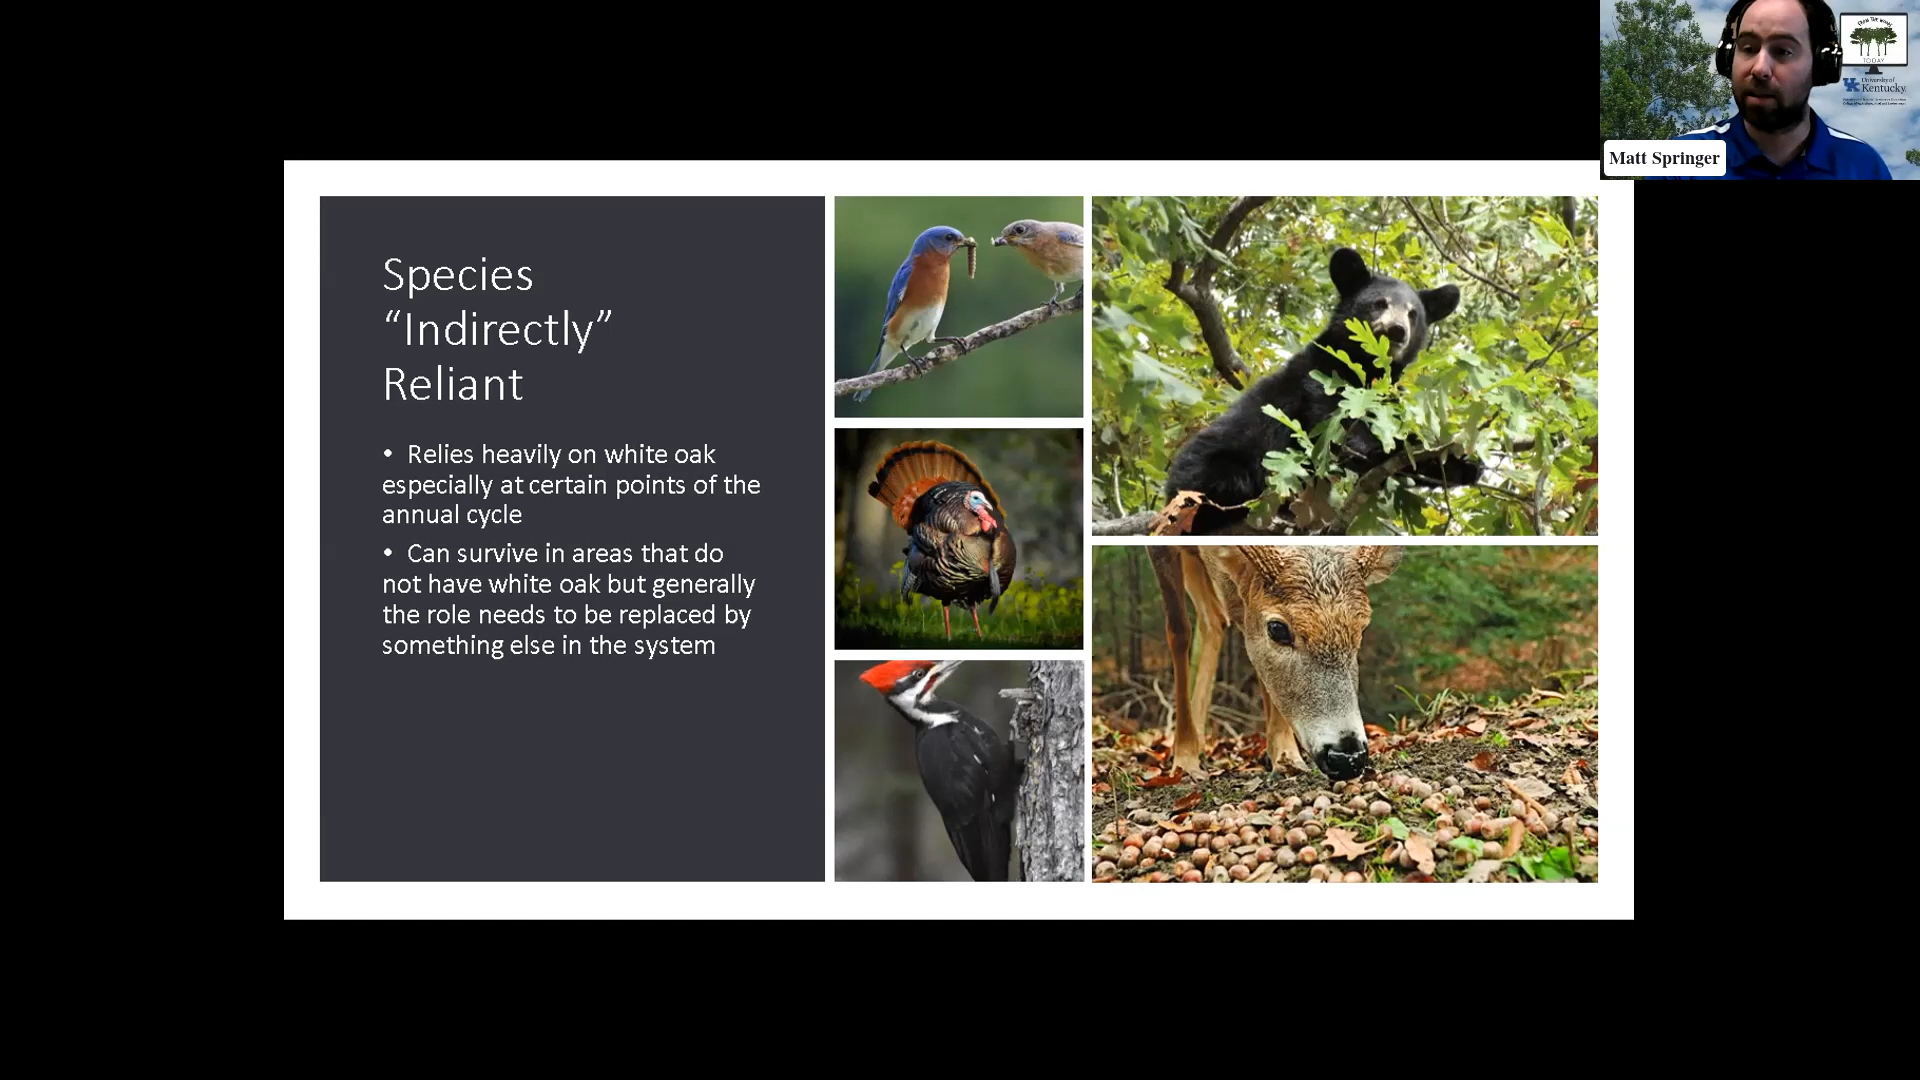 Species
“Indirectly”
Reliant
• Relies heavily on white oak
especially at certain points of the
annual cycle
• Can survive in areas that do
not have white oak but generally
the role needs to be replaced by
something else in the system
TODAY
UK University of
Kentucky
Matt Springer